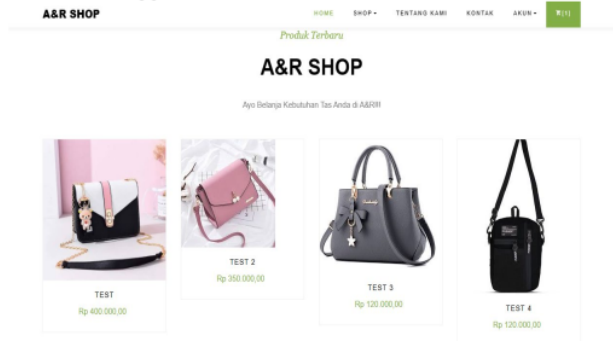 A&R SHOP
HOME SHOP TENTANG KAMI KONTAK AKUN [1]
Produk Terbaru
A&R SHOP
Ayo Belanja Kebutuhan Tas Anda di A&R!!!
TEST
Rp 400.000,00
TEST 2
Rp 350.000,00
TEST 3
Rp 120.000,00
TEST 4
Rp 120.000,00